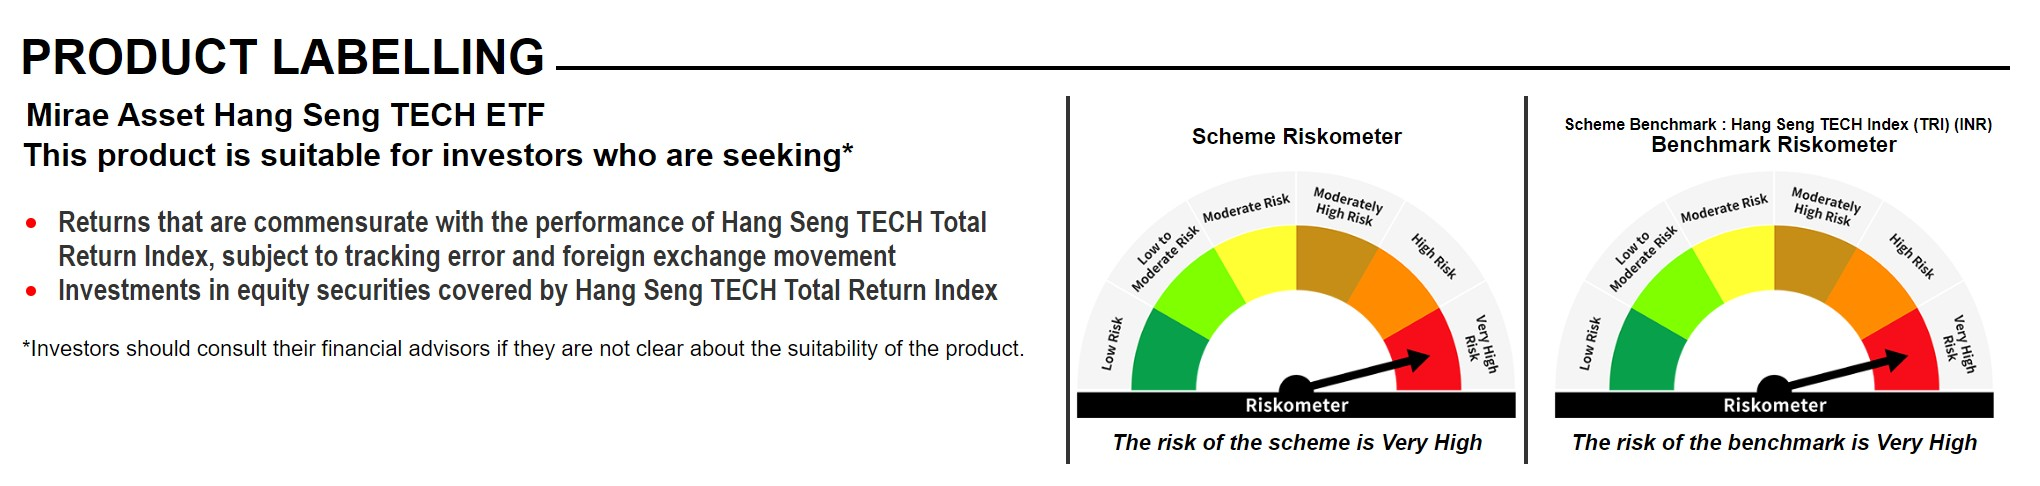 PRODUCT LABELLING
Mirae Asset Hang Seng TECH ETF
This product is suitable for investors who are seeking*
• Returns that are commensurate with the performance of Hang Seng TECH Total
Return Index, subject to tracking error and foreign exchange movement
• Investments in equity securities covered by Hang Seng TECH Total Return Index
*Investors should consult their financial advisors if they are not clear about the suitability of the product.
Scheme Riskometer
Low Risk
Low to
Moderate Risk
Moderate Risk
Moderately
High Risk
High Risk
Very High
Risk
Riskometer
The risk of the scheme is Very High
Scheme Benchmark : Hang Seng TECH Index (TRI) (INR)
Benchmark Riskometer
Low Risk
Low to
Moderate Risk
Moderate Risk
Moderately
High Risk
High Risk
Very High
Risk
Riskometer
The risk of the benchmark is Very High